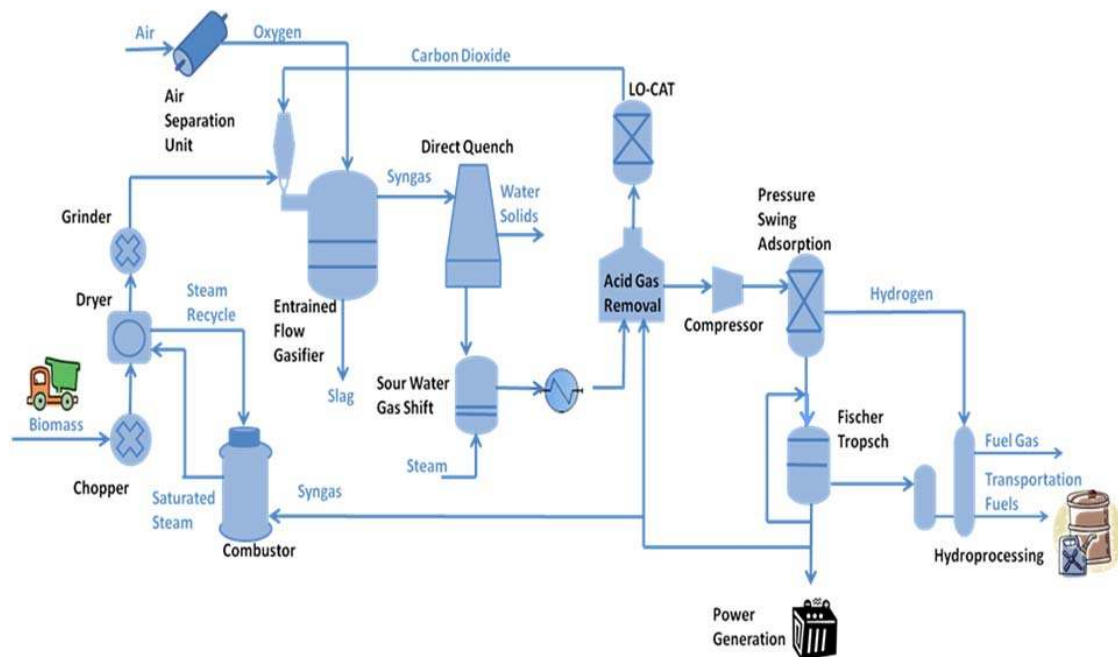 Air
Oxygen
Carbon Dioxide
LO-CAT
Air
Separation
Unit
Direct Quench
Syngas
Water
Solids
Pressure
Swing
Adsorption
Grinder
Dryer
Steam
Recycle
Entrained
Flow
Gasifier
Acid Gas
Removal
Compressor
Hydrogen
Slag
Sour Water
Gas Shift
Biomass
Chopper
Steam
Fischer
Tropsch
Fuel Gas
Transportation
Fuels
Saturated
Steam
Syngas
Combustor
Hydroprocessing
Power
Generation